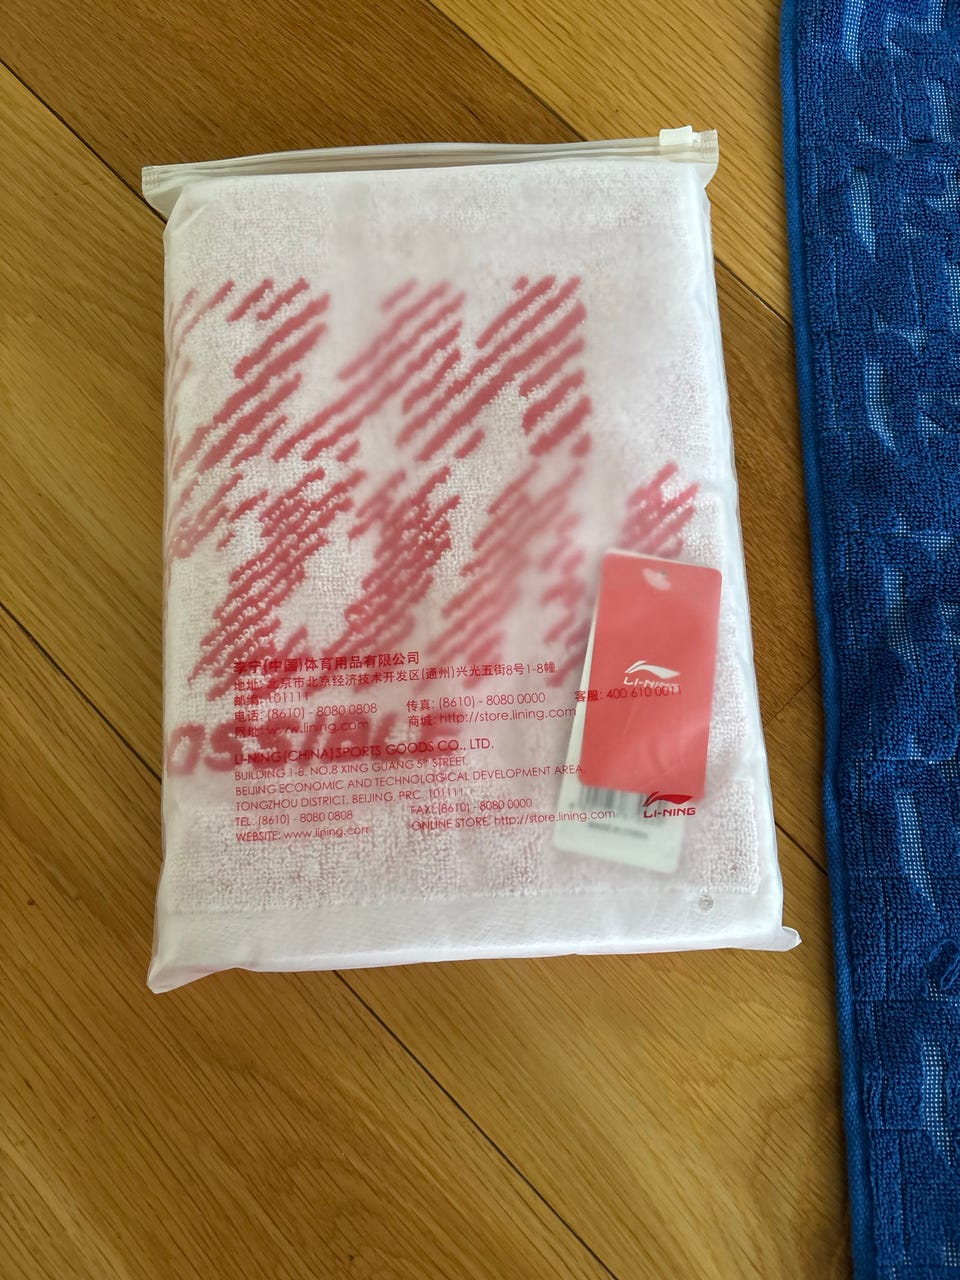 李宁(中国)体育用品有限公司
地址: 北京市北京经济技术开发区(通州)兴光五街8号1-8幢
邮编: 101111
电话: (8610) - 8080 0808 传真: (8610) - 8080 0000 客服: 400 610 0011
网址: www.lining.com 商城: http://store.lining.com
LI-NING(CHINA)SPORTS GOODS CO., LTD.
BUILDING 1-8, NO.8 XING GUANG 5th STREET,
BEIJING ECONOMIC AND TECHNOLOGICAL DEVELOPMENT AREA,
TONGZHOU DISTRICT, BEIJING, PRC, 101111
TEL: (8610) - 8080 0808 FAX: (8610) - 8080 0000
WEBSITE: www.lining.com ONLINE STORE: http://store.lining.com
LI-NING
LI-NING